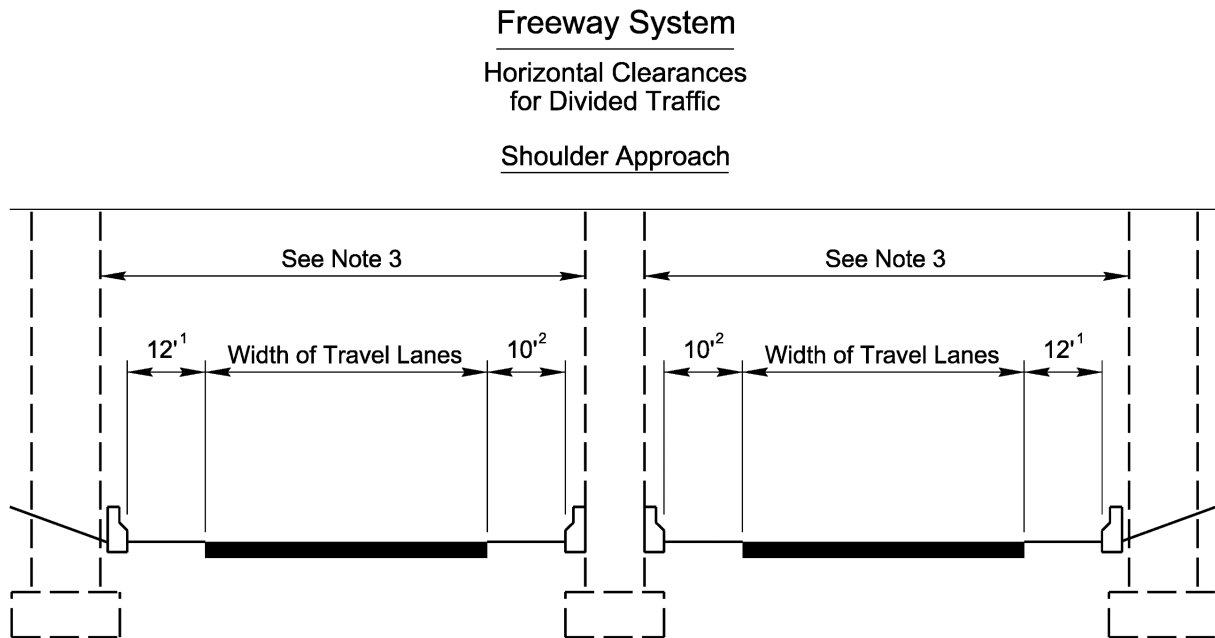 Freeway System
Horizontal Clearances
for Divided Traffic
Shoulder Approach
See Note 3
See Note 3
12'¹
Width of Travel Lanes
10'²
10'²
Width of Travel Lanes
12'¹